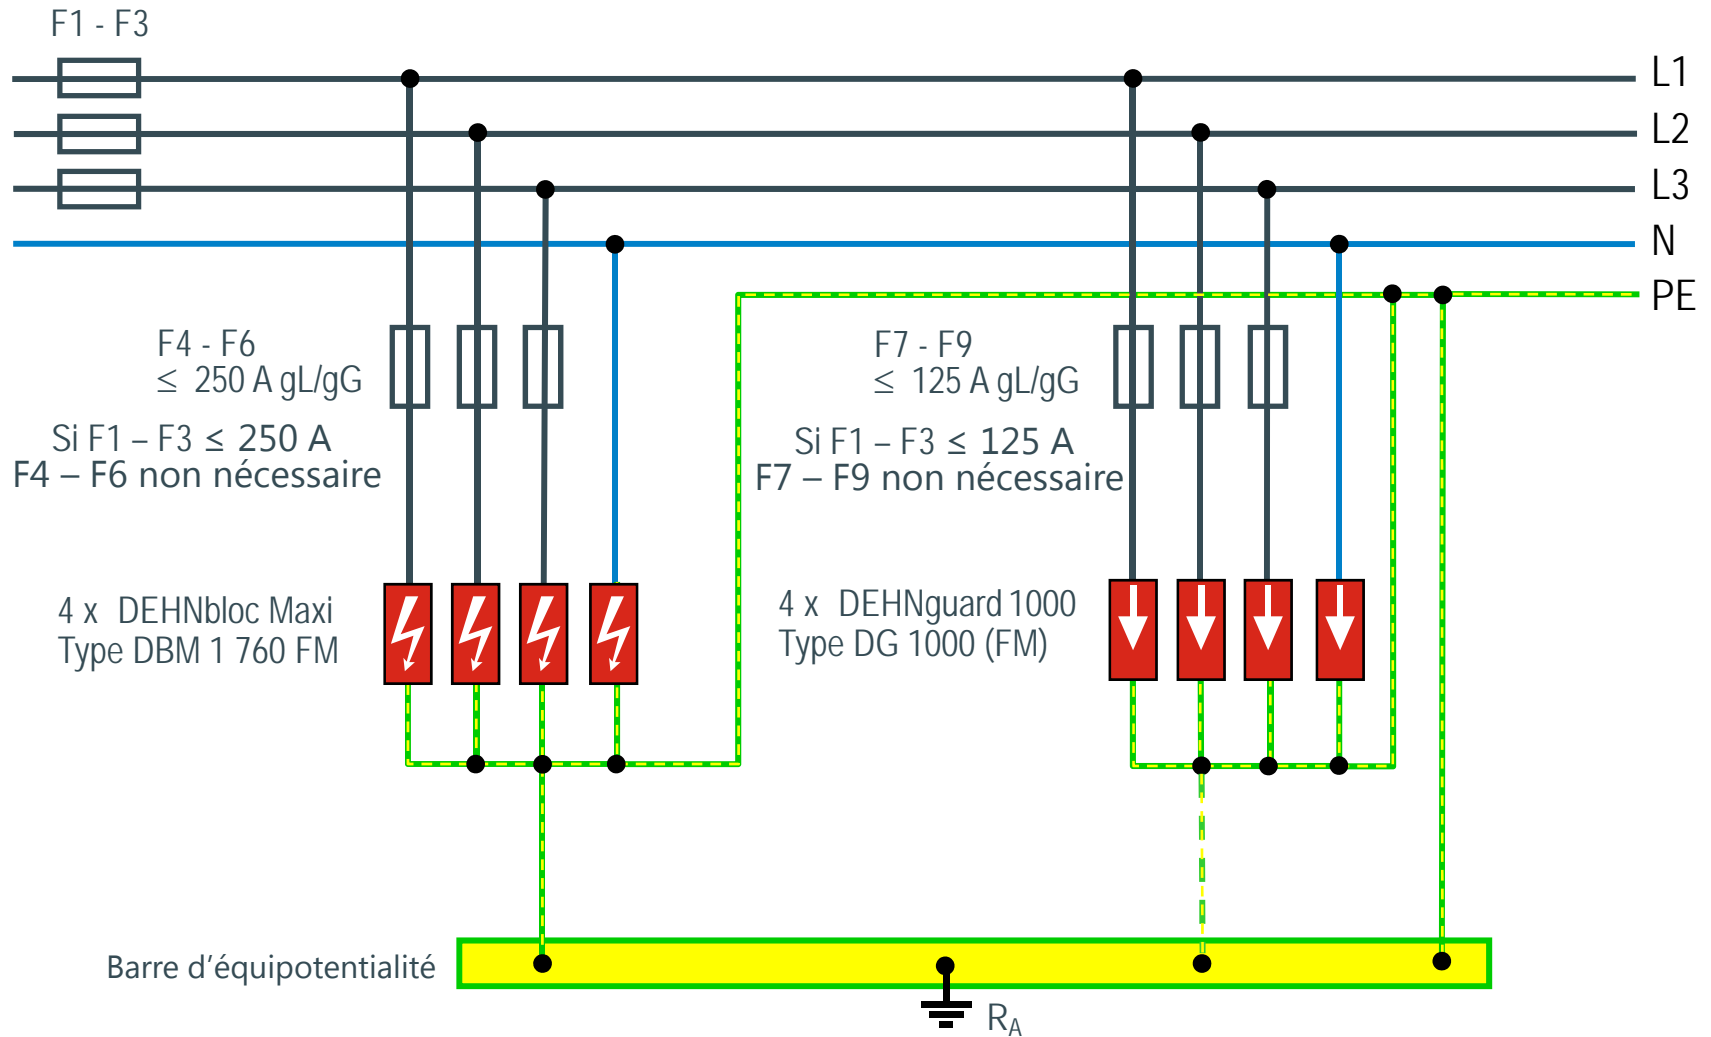 F1 - F3
L1
L2
L3
N
PE
F4 - F6
≤ 250 A gL/gG
Si F1 – F3 ≤ 250 A
F4 – F6 non nécessaire
F7 - F9
≤ 125 A gL/gG
Si F1 – F3 ≤ 125 A
F7 – F9 non nécessaire
4 x DEHNbloc Maxi
Type DBM 1 760 FM
4 x DEHNguard 1000
Type DG 1000 (FM)
Barre d'équipotentialité
RA